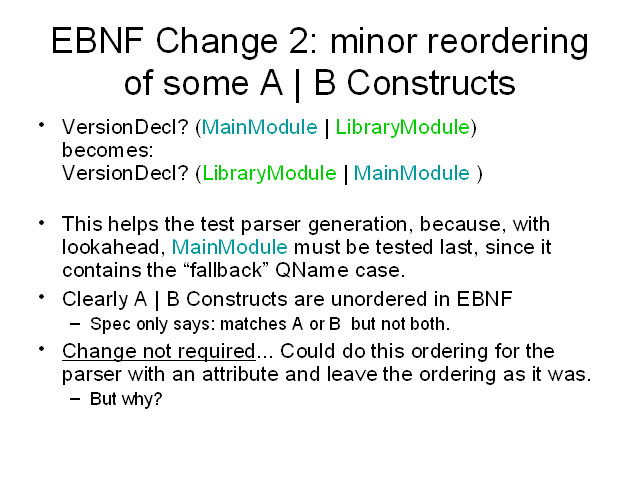 EBNF Change 2: minor reordering
of some A | B Constructs
• VersionDecl? (MainModule | LibraryModule)
becomes:
VersionDecl? (LibraryModule | MainModule )
• This helps the test parser generation, because, with
lookahead, MainModule must be tested last, since it
contains the “fallback” QName case.
• Clearly A | B Constructs are unordered in EBNF
– Spec only says: matches A or B but not both.
• Change not required... Could do this ordering for the
parser with an attribute and leave the ordering as it was.
– But why?